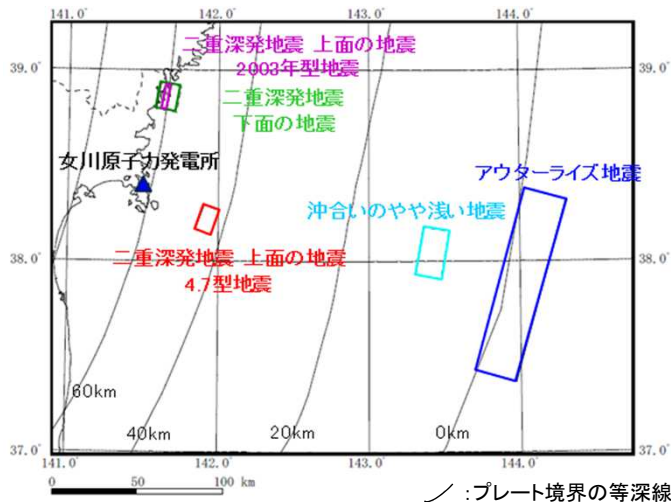 141.0° 142.0° 143.0° 144.0°
二重深発地震 上面の地震
2003年型地震
39.0°
二重深発地震
下面の地震
女川原子力発電所
アウターライズ地震
沖合いのやや浅い地震
38.0°
二重深発地震 上面の地震
4.7型地震
60km
40km
20km
0km
37.0° 37.0°
141.0° 142.0° 143.0° 144.0°
0 50 100 km
:プレート境界の等深線